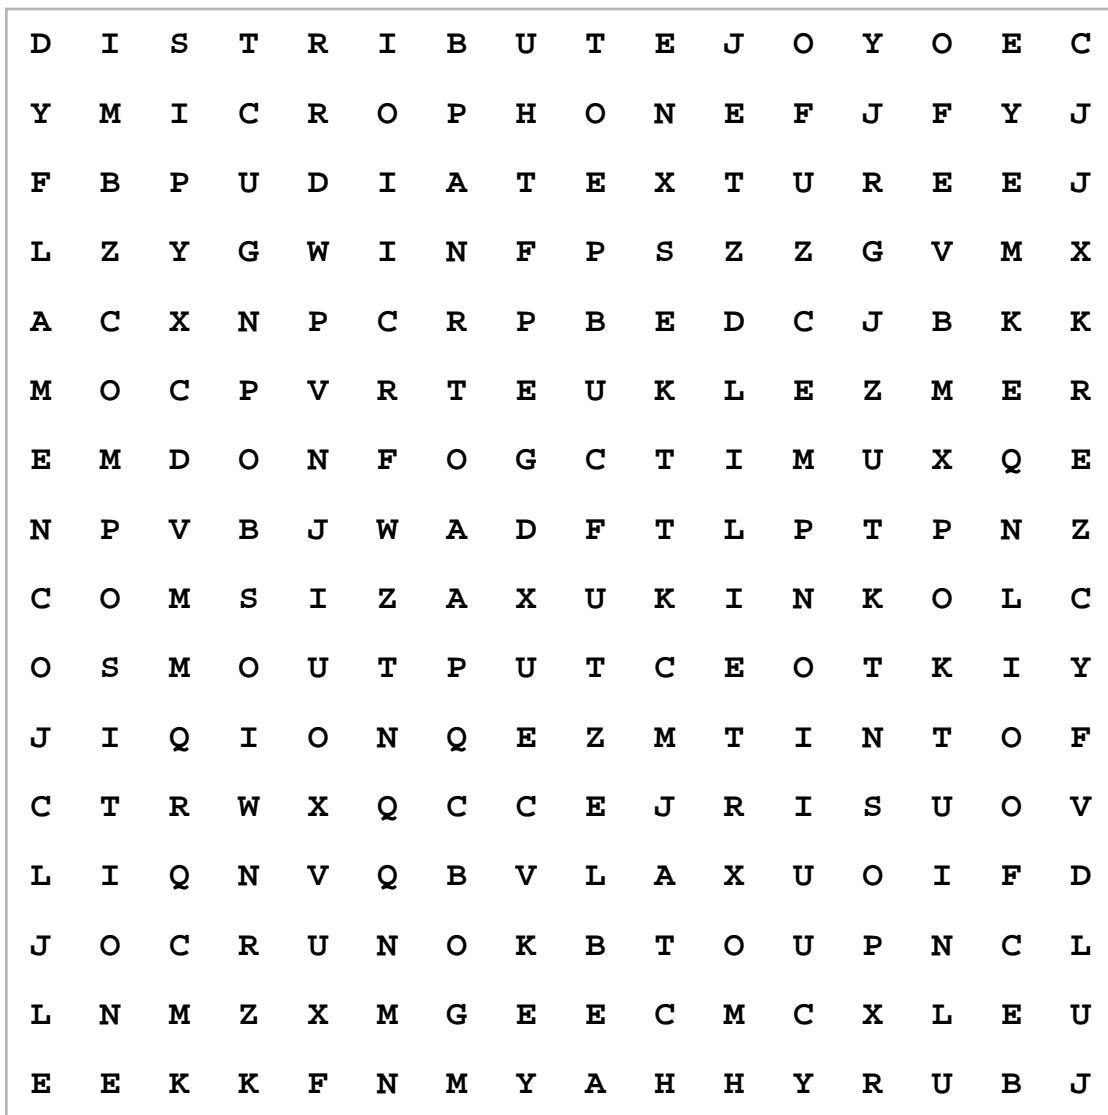 D I S T R I B U T E J O Y O E C
Y M I C R O P H O N E F J F Y J
F B P U D I A T E X T U R E E J
L Z Y G W I N F P S Z Z G V M X
A C X N P C R P B E D C J B K K
M O C P V R T E U K L E Z M E R
E M D O N F O G C T I M U X Q E
N P V B J W A D F T L P T P N Z
C O M S I Z A X U K I N K O L C
O S M O U T P U T C E O T K I Y
J I Q I O N Q E Z M T I N T O F
C T R W X Q C C E J R I S U O V
L I Q N V Q B V L A X U O I F D
J O C R U N O K B T O U P N C L
L N M Z X M G E E C M C X L E U
E E K K F N M Y A H H Y R U B J